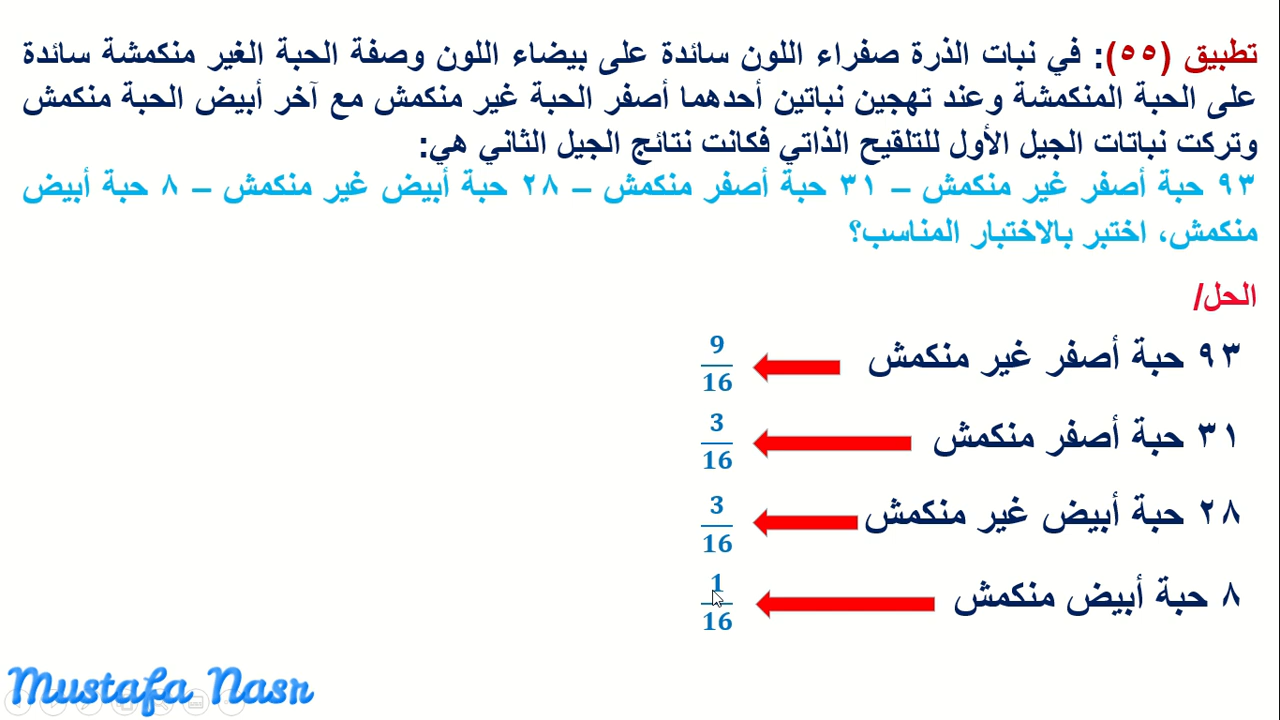 تطبيق (٥٥): في نبات الذرة صفراء اللون سائدة على بيضاء اللون وصفة الحبة الغير منكمشة سائدة
على الحبة المنكمشة وعند تهجين نباتين أحدهما أصفر الحبة غير منكمش مع آخر أبيض الحبة منكمش
وتركت نباتات الجيل الأول للتلقيح الذاتي فكانت نتائج الجيل الثاني هي:
٩٣ حبة أصفر غير منكمش – ٣١ حبة أصفر منكمش – ٢٨ حبة أبيض غير منكمش – ٨ حبة أبيض
منكمش، اختبر بالاختبار المناسب؟
الحل/
٩٣ حبة أصفر غير منكمش 9/16
٣١ حبة أصفر منكمش 3/16
٢٨ حبة أبيض غير منكمش 3/16
٨ حبة أبيض منكمش 1/16
Mustafa Nasr